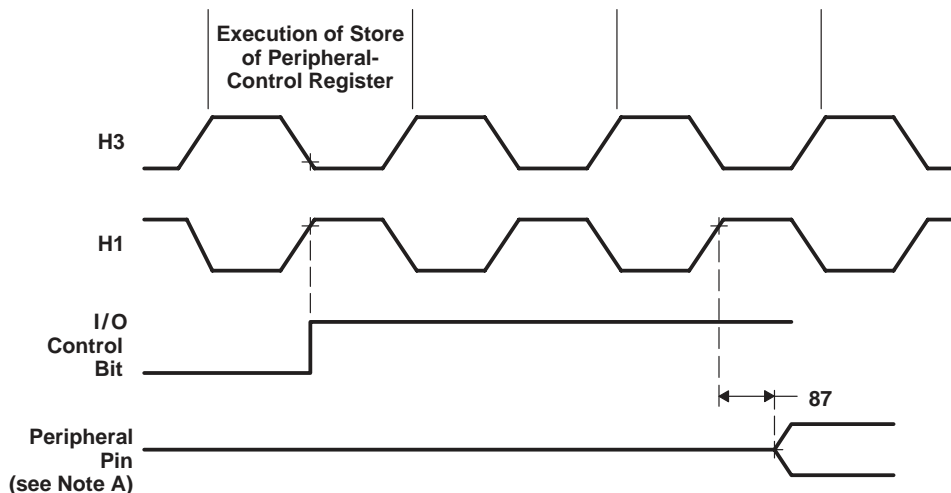 Execution of Store
of Peripheral-
Control Register
H3
H1
I/O
Control
Bit
87
Peripheral
Pin
(see Note A)